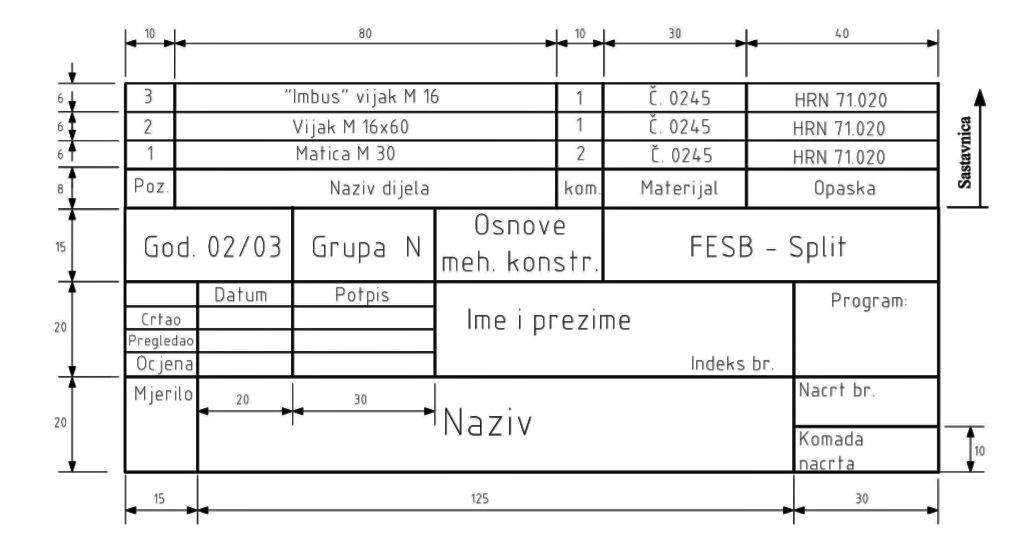 10 80 10 30 40
6 3 "Imbus" vijak M 16 1 Č. 0245 HRN 71.020
6 2 Vijak M 16x60 1 Č. 0245 HRN 71.020
6 1 Matica M 30 2 Č. 0245 HRN 71.020
8 Poz. Naziv dijela kom. Materijal Opaska
Sastavnica
15 God. 02/03 Grupa N Osnove
meh. konstr. FESB - Split
Datum Potpis
20 Crtao
Pregledao
Ocjena
Ime i prezime
Indeks br.
Program:
20 Mjerilo
20 30
Naziv
Nacrt br.
Komada
nacrta
10
15 125 30